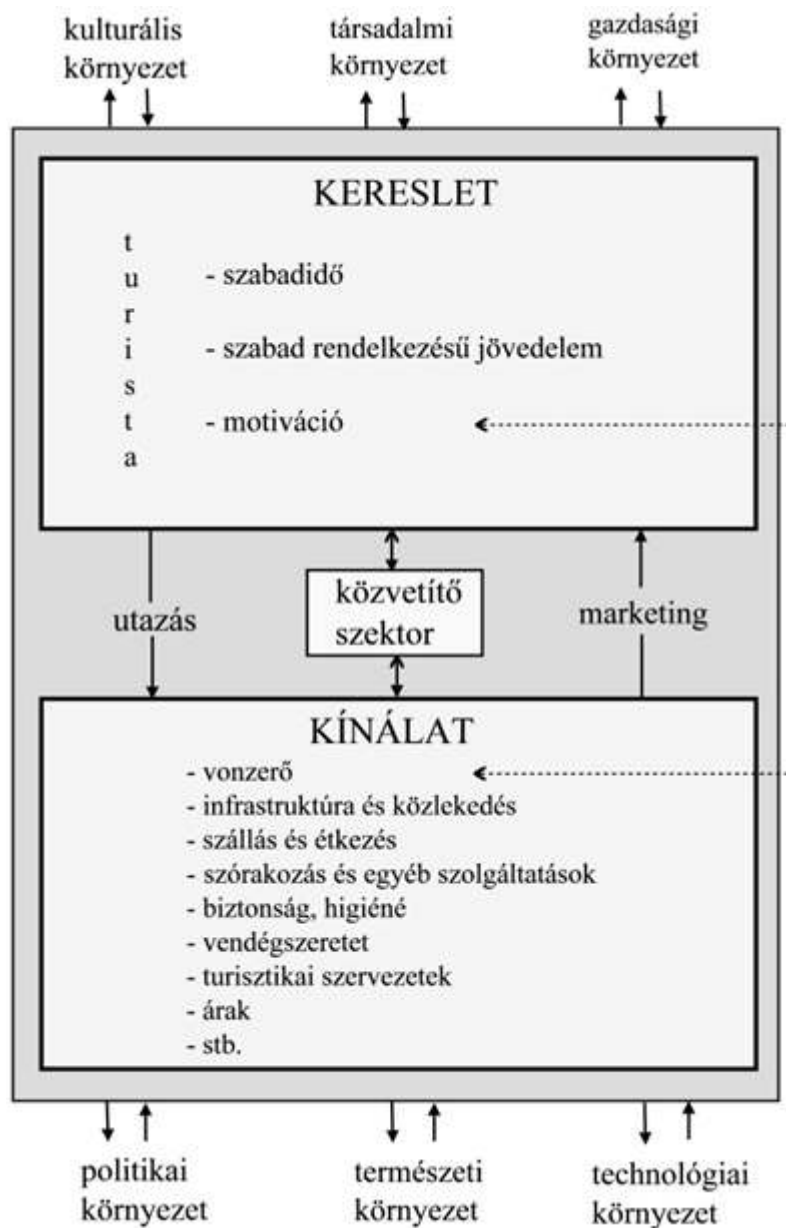 kulturális
környezet
társadalmi
környezet
gazdasági
környezet
KERESLET
turista
- szabadidő
- szabad rendelkezésű jövedelem
- motiváció
utazás
közvetítő
szektor
marketing
KÍNÁLAT
- vonzerő
- infrastruktúra és közlekedés
- szállás és étkezés
- szórakozás és egyéb szolgáltatások
- biztonság, higiéné
- vendégszeretet
- turisztikai szervezetek
- árak
- stb.
politikai
környezet
természeti
környezet
technológiai
környezet